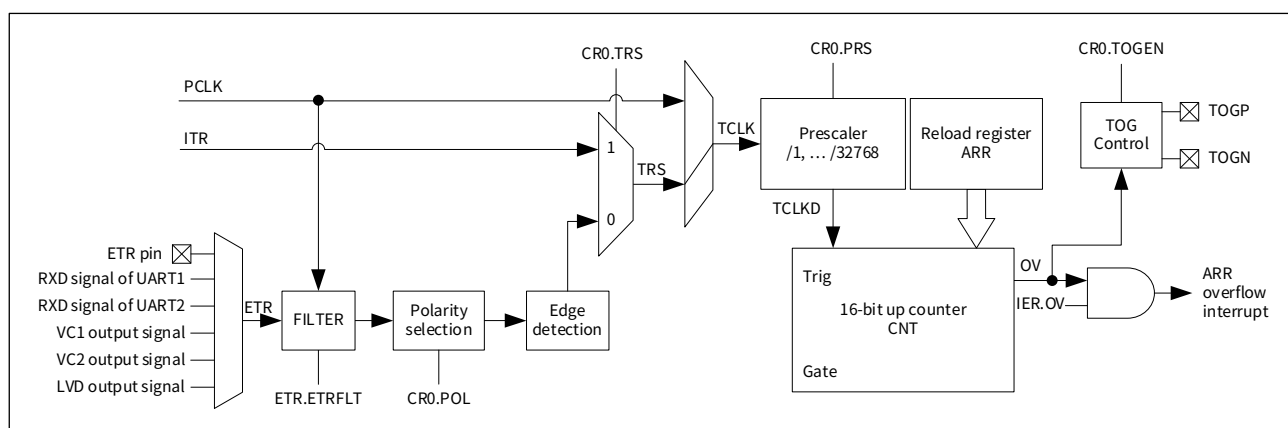 CR0.TRS
CR0.PRS
CR0.TOGEN
PCLK
ITR
1
0
TRS
TCLK
Prescaler
/1, … /32768
Reload register
ARR
TOG
Control
TOGP
TOGN
TCLKD
ETR pin
RXD signal of UART1
RXD signal of UART2
VC1 output signal
VC2 output signal
LVD output signal
ETR
FILTER
Polarity
selection
Edge
detection
ETR.ETRFLT
CR0.POL
Trig
16-bit up counter
CNT
Gate
OV
IER.OV
ARR
overflow
interrupt